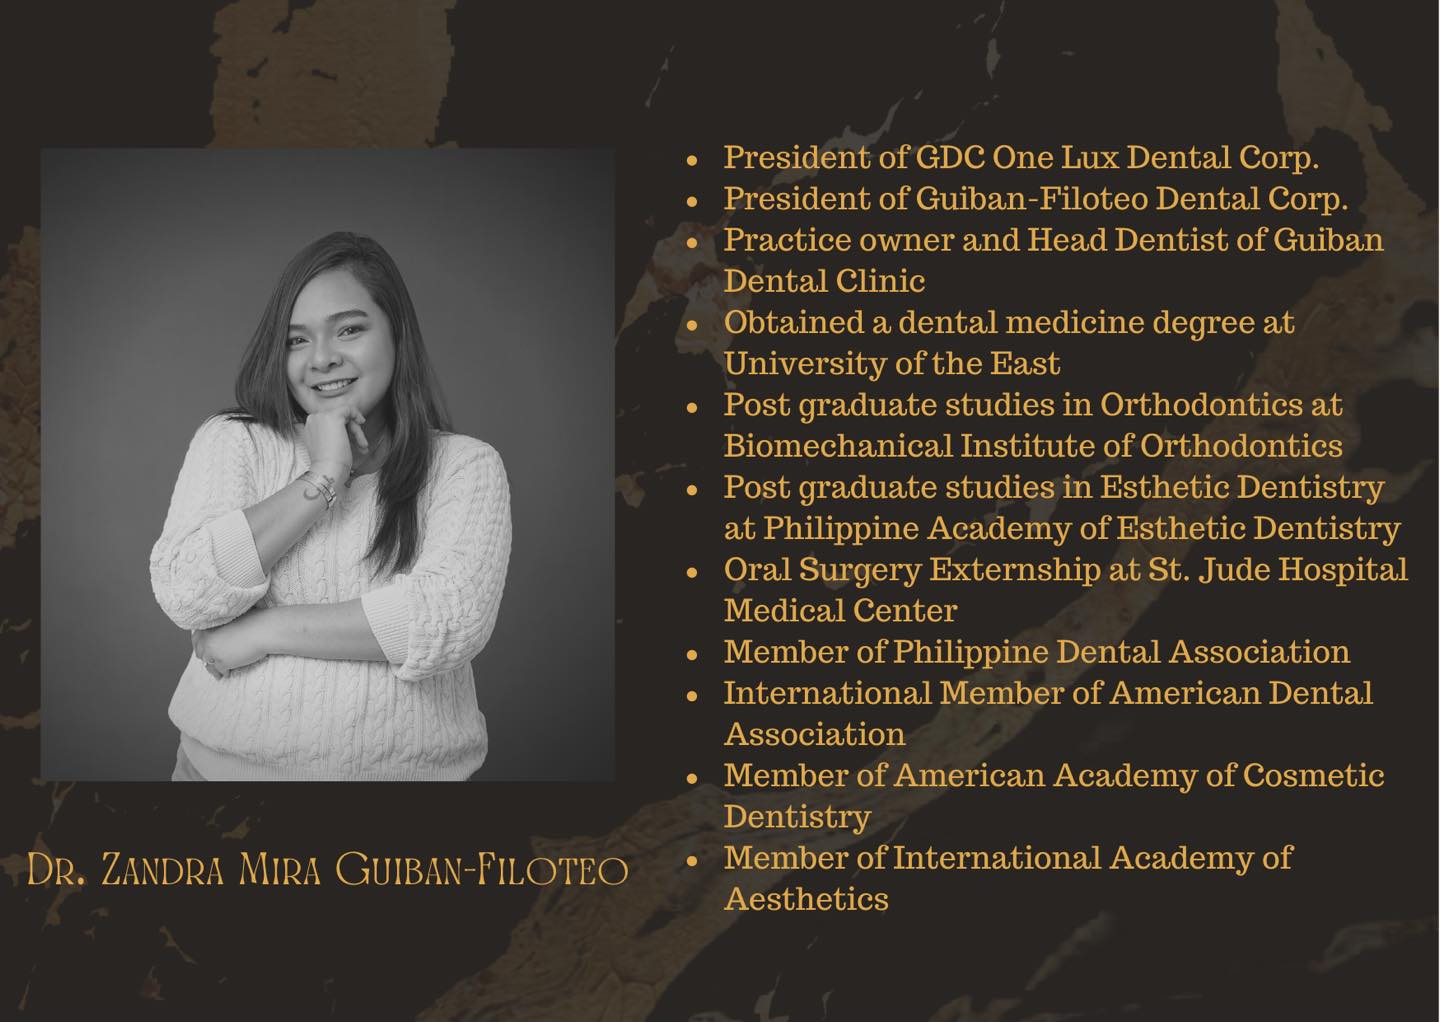 • President of GDC One Lux Dental Corp.
• President of Guiban-Filoteo Dental Corp.
• Practice owner and Head Dentist of Guiban
Dental Clinic
• Obtained a dental medicine degree at
University of the East
• Post graduate studies in Orthodontics at
Biomechanical Institute of Orthodontics
• Post graduate studies in Esthetic Dentistry
at Philippine Academy of Esthetic Dentistry
• Oral Surgery Externship at St. Jude Hospital
Medical Center
• Member of Philippine Dental Association
• International Member of American Dental
Association
• Member of American Academy of Cosmetic
Dentistry
• Member of International Academy of
Aesthetics
Dr. Zandra Mira Guiban-Filoteo